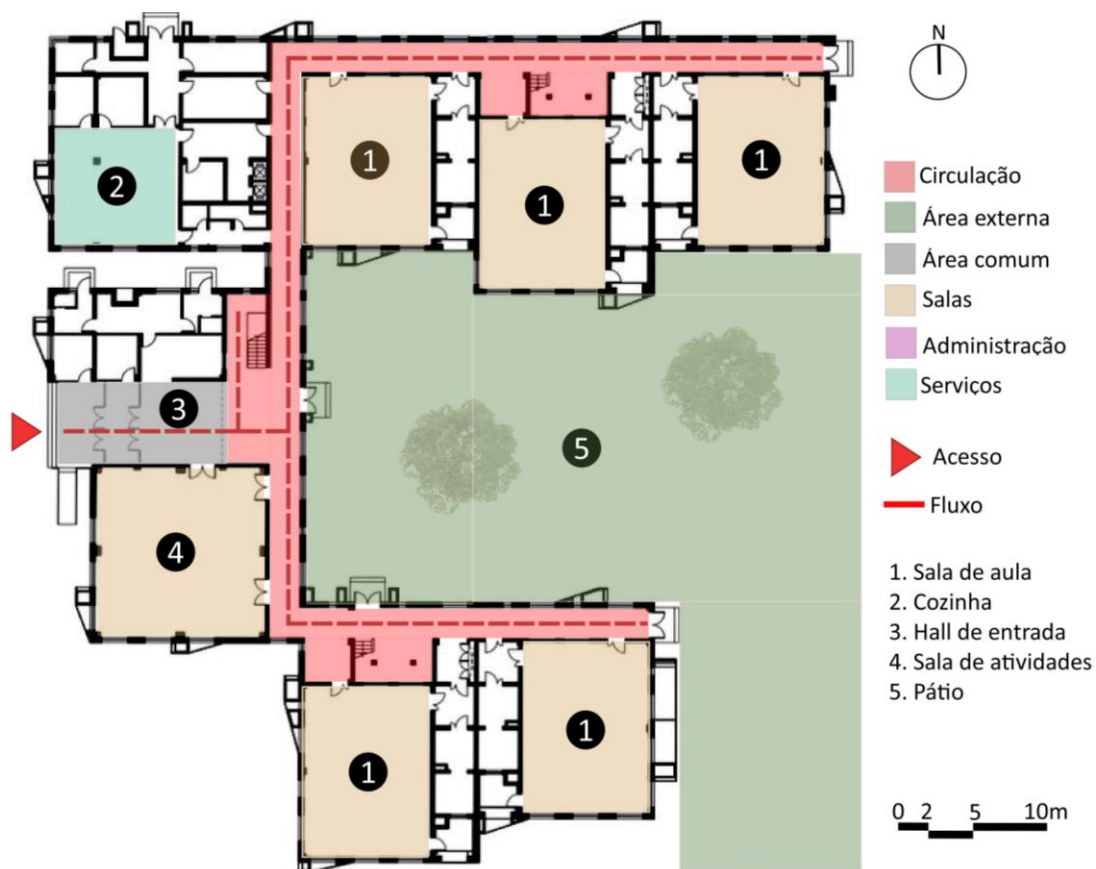 N
1
1
1
2
3
4
5
1
1
Circulação
Área externa
Área comum
Salas
Administração
Serviços
Acesso
Fluxo
1. Sala de aula
2. Cozinha
3. Hall de entrada
4. Sala de atividades
5. Pátio
0 2 5 10m